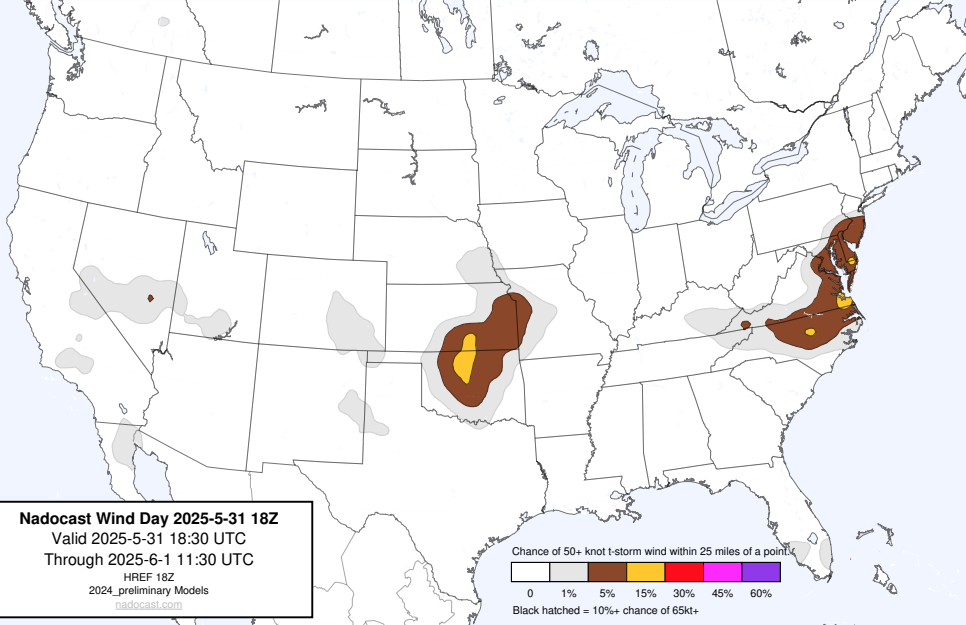 Nadocast Wind Day 2025-5-31 18Z
Valid 2025-5-31 18:30 UTC
Through 2025-6-1 11:30 UTC
HREF 18Z
2024_preliminary Models
nadocast.com
Chance of 50+ knot t-storm wind within 25 miles of a point.
0 1% 5% 15% 30% 45% 60%
Black hatched = 10%+ chance of 65kt+